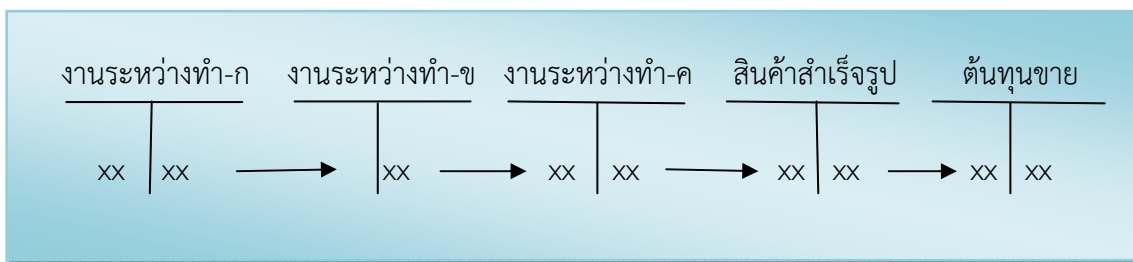 งานระหว่างทำ-ก งานระหว่างทำ-ข งานระหว่างทำ-ค สินค้าสำเร็จรูป ต้นทุนขาย
xx xx xx xx xx xx xx xx xx